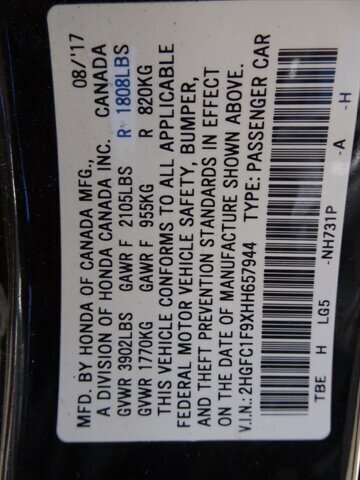 MFD. BY HONDA OF CANADA MFG., 08/'17
A DIVISION OF HONDA CANADA INC. CANADA
GVWR 3902LBS GAWR F 2105LBS R 1808LBS
GVWR 1770KG GAWR F 955KG R 820KG
THIS VEHICLE CONFORMS TO ALL APPLICABLE
FEDERAL MOTOR VEHICLE SAFETY, BUMPER,
AND THEFT PREVENTION STANDARDS IN EFFECT
ON THE DATE OF MANUFACTURE SHOWN ABOVE.
V.I.N.: 2HGFC1F9XHH657944 TYPE: PASSENGER CAR
TBE H LG5 -NH731P -A -H